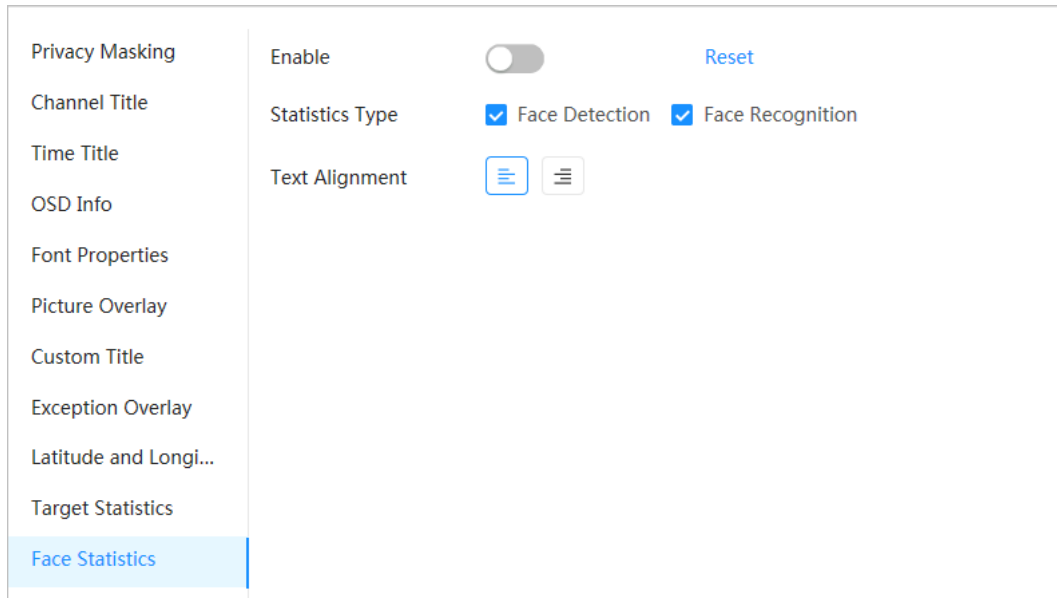 Privacy Masking
Channel Title
Time Title
OSD Info
Font Properties
Picture Overlay
Custom Title
Exception Overlay
Latitude and Longi...
Target Statistics
Face Statistics
Enable Reset
Statistics Type Face Detection Face Recognition
Text Alignment